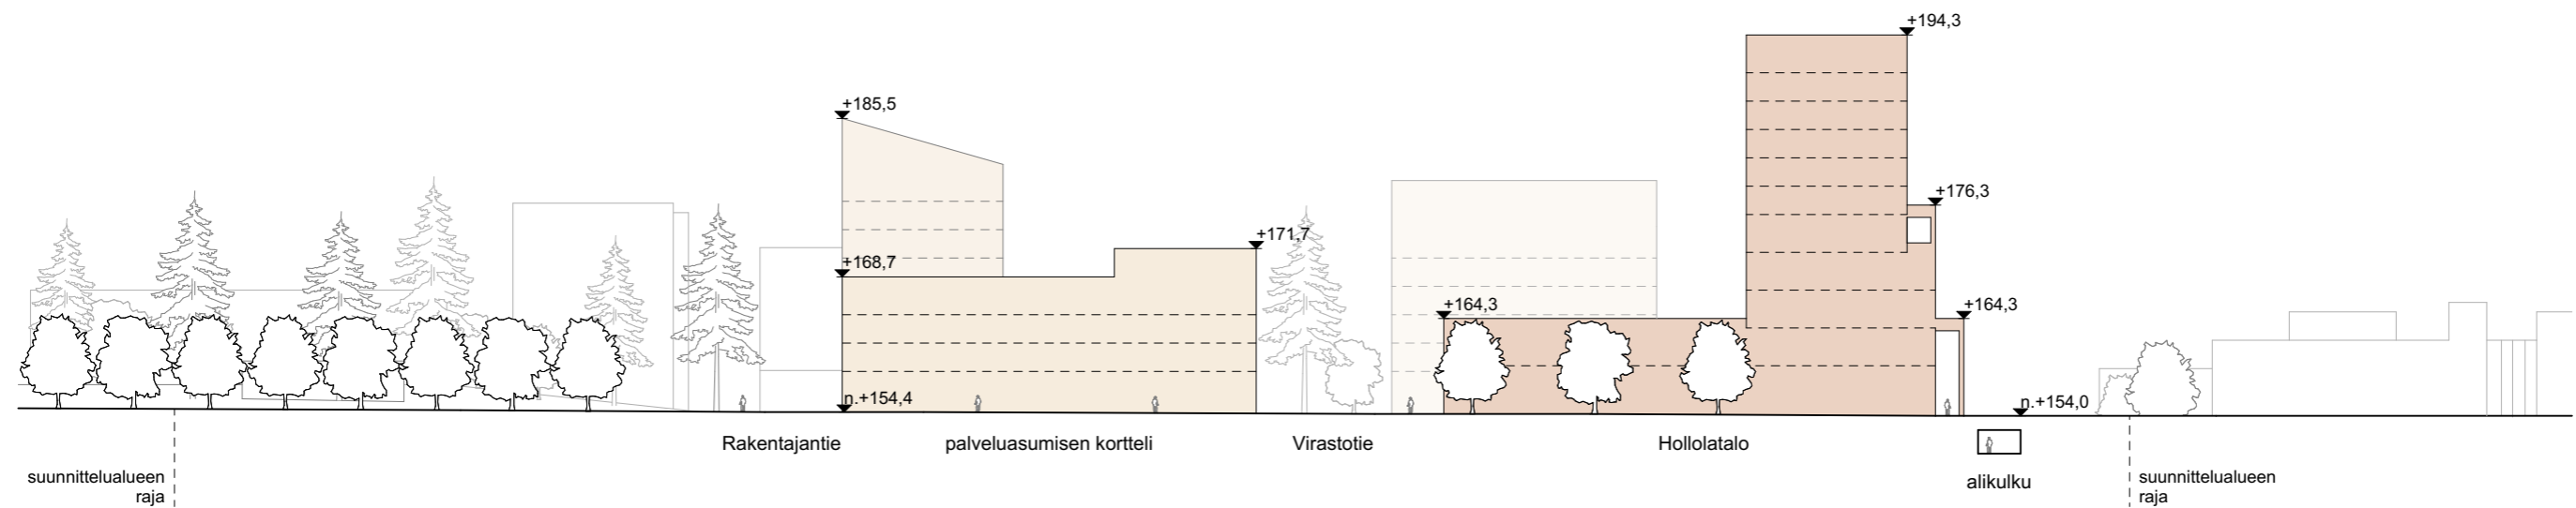 +194,3
+185,5
+176,3
+171,7
+168,7
+164,3
+164,3
n.+154,4
n.+154,0
Rakentajantie
palveluasumisen kortteli
Virastotie
Hollolatalo
suunnittelualueen
raja
alikulku
suunnittelualueen
raja